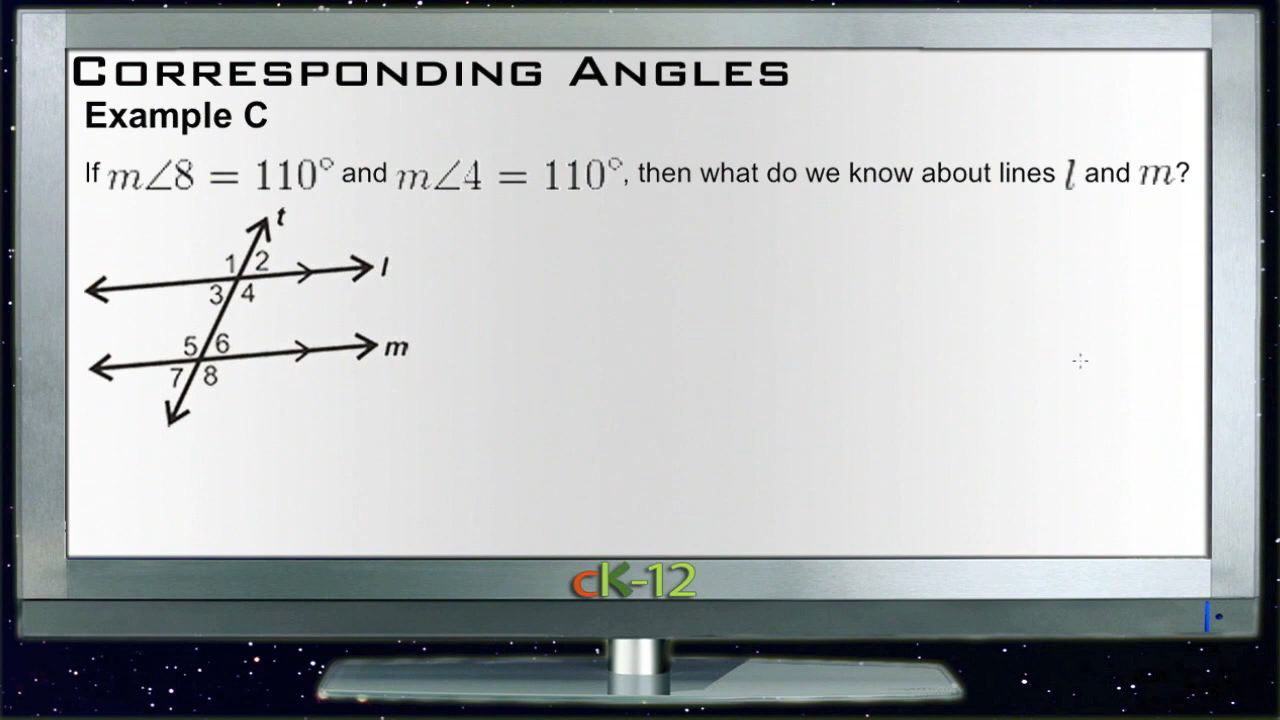 CORRESPONDING ANGLES
Example C
If m∠8 = 110° and m∠4 = 110°, then what do we know about lines l and m?
t
1 2
l
3 4
5 6
m
7 8
cK-12